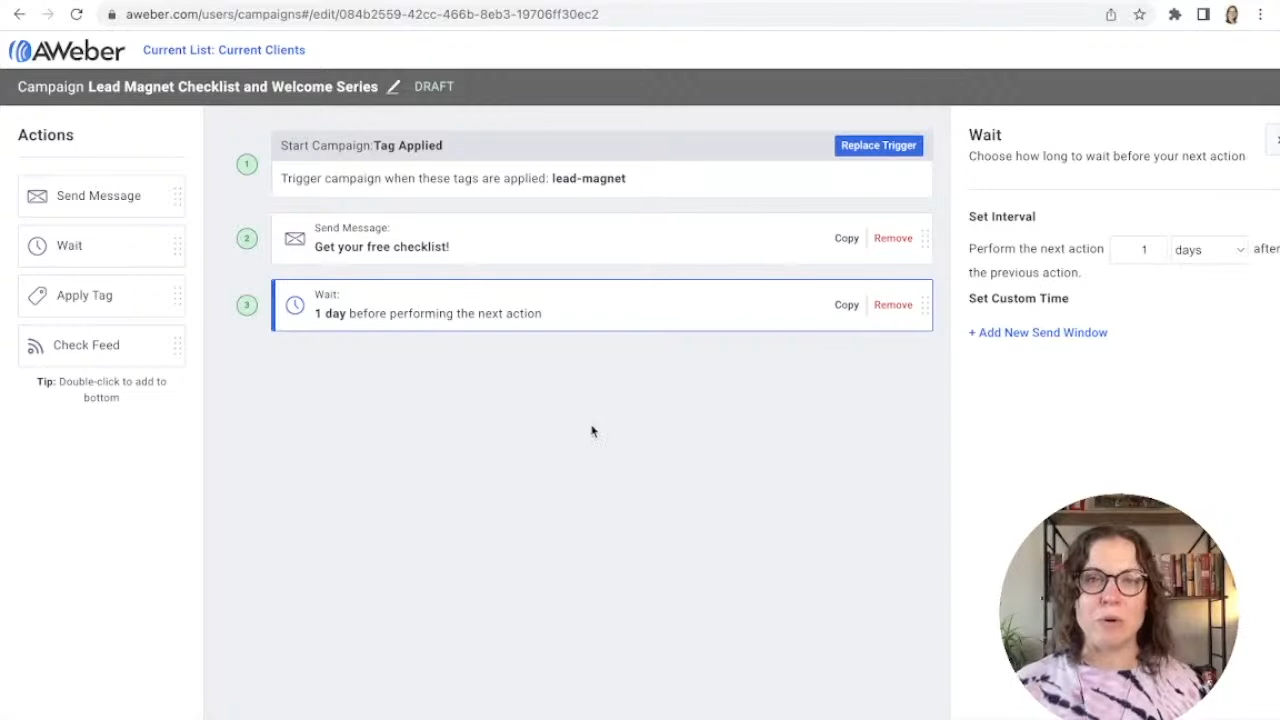 aweber.com/users/campaigns#/edit/084b2559-42cc-466b-8eb3-19706ff30ec2
AWeber
Current List: Current Clients
Campaign Lead Magnet Checklist and Welcome Series
DRAFT
Actions
Send Message
Wait
Apply Tag
Check Feed
Tip: Double-click to add to
bottom
1
Start Campaign:Tag Applied
Replace Trigger
Trigger campaign when these tags are applied: lead-magnet
2
Send Message:
Get your free checklist!
Copy
Remove
3
Wait:
1 day before performing the next action
Copy
Remove
Wait
Choose how long to wait before your next action
Set Interval
Perform the next action 1 days after
the previous action.
Set Custom Time
+ Add New Send Window